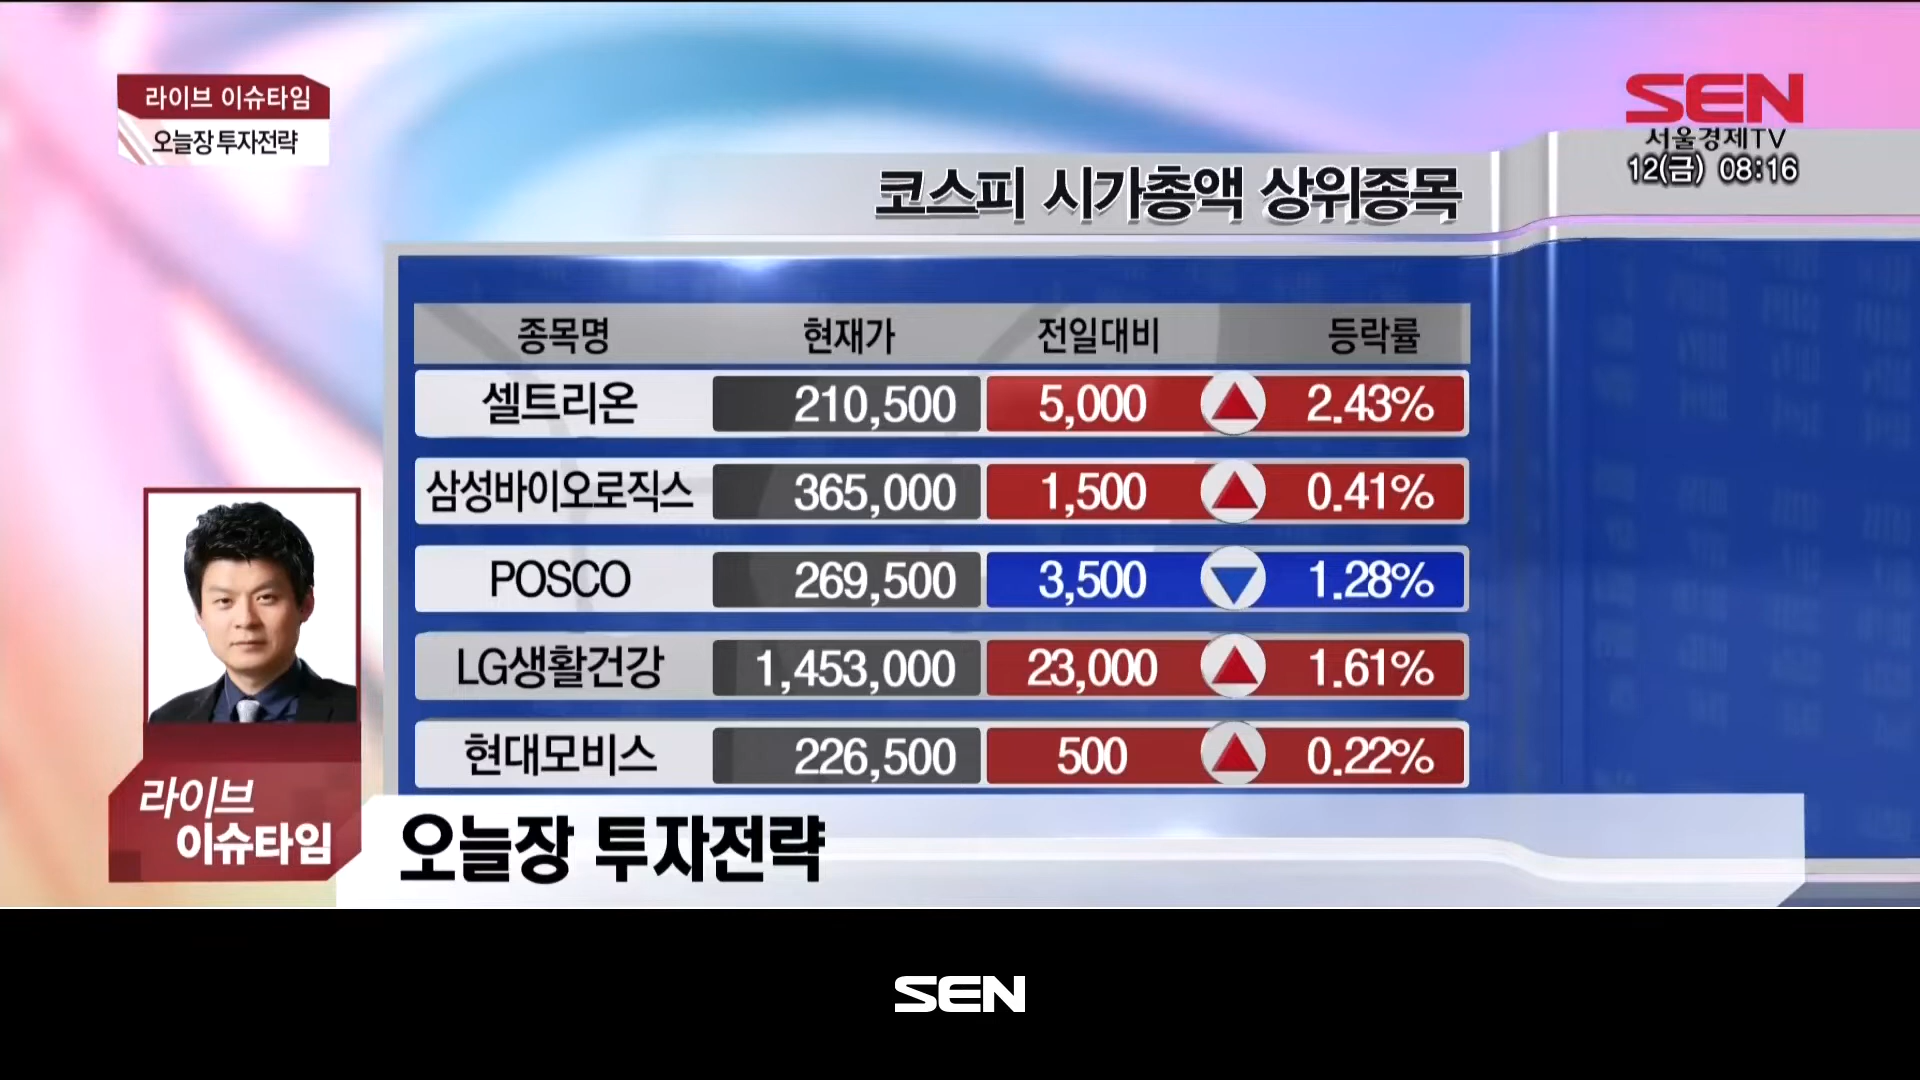 라이브 이슈타임
오늘장 투자전략
SEN
서울경제TV
12(금) 08:16
코스피 시가총액 상위종목
종목명 현재가 전일대비 등락률
셀트리온 210,500 5,000 ▲ 2.43%
삼성바이오로직스 365,000 1,500 ▲ 0.41%
POSCO 269,500 3,500 ▼ 1.28%
LG생활건강 1,453,000 23,000 ▲ 1.61%
현대모비스 226,500 500 ▲ 0.22%
라이브
이슈타임
오늘장 투자전략
SEN